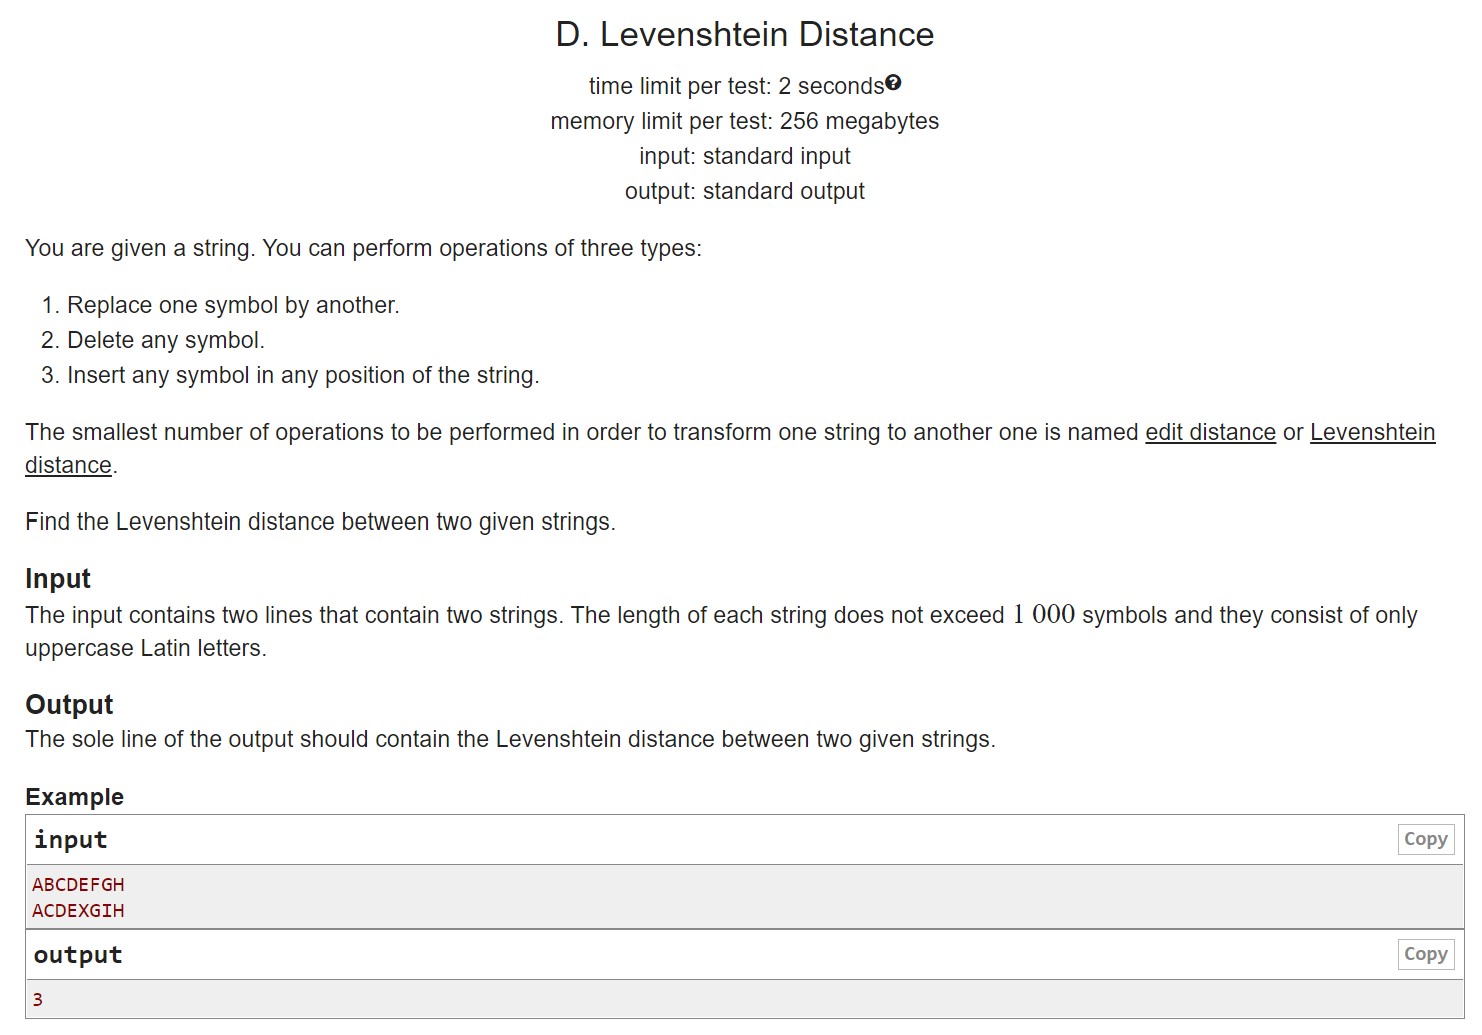 D. Levenshtein Distance
time limit per test: 2 seconds
memory limit per test: 256 megabytes
input: standard input
output: standard output
You are given a string. You can perform operations of three types:
1. Replace one symbol by another.
2. Delete any symbol.
3. Insert any symbol in any position of the string.
The smallest number of operations to be performed in order to transform one string to another one is named edit distance or Levenshtein
distance.
Find the Levenshtein distance between two given strings.
Input
The input contains two lines that contain two strings. The length of each string does not exceed 1 000 symbols and they consist of only
uppercase Latin letters.
Output
The sole line of the output should contain the Levenshtein distance between two given strings.
Example
input Copy
ABCDEFGH
ACDEXGIH
output Copy
3